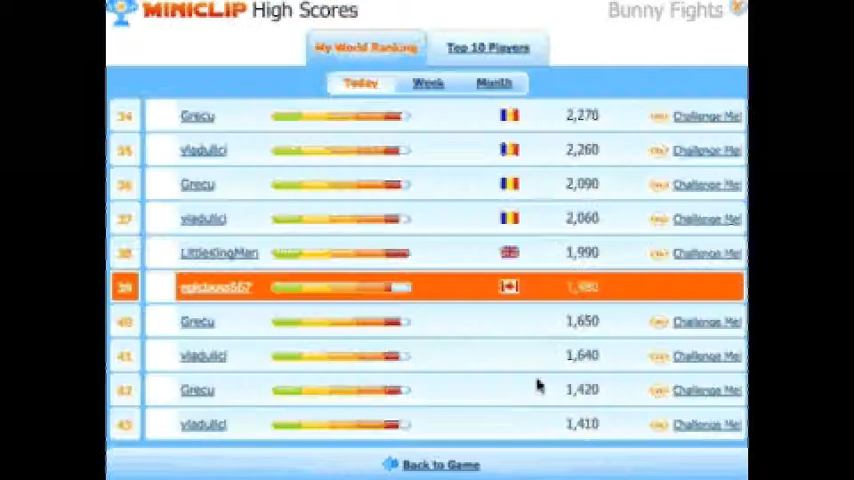 MINICLIP High Scores Bunny Fights
My World Ranking Top 10 Players
Today Week Month
34 Grecu 2,270 Challenge Me!
35 vladulici 2,260 Challenge Me!
36 Grecu 2,090 Challenge Me!
37 vladulici 2,060 Challenge Me!
38 LittleKingMan 1,990 Challenge Me!
39
40 Grecu 1,650 Challenge Me!
41 vladulici 1,640 Challenge Me!
42 Grecu 1,420 Challenge Me!
43 vladulici 1,410 Challenge Me!
Back to Game